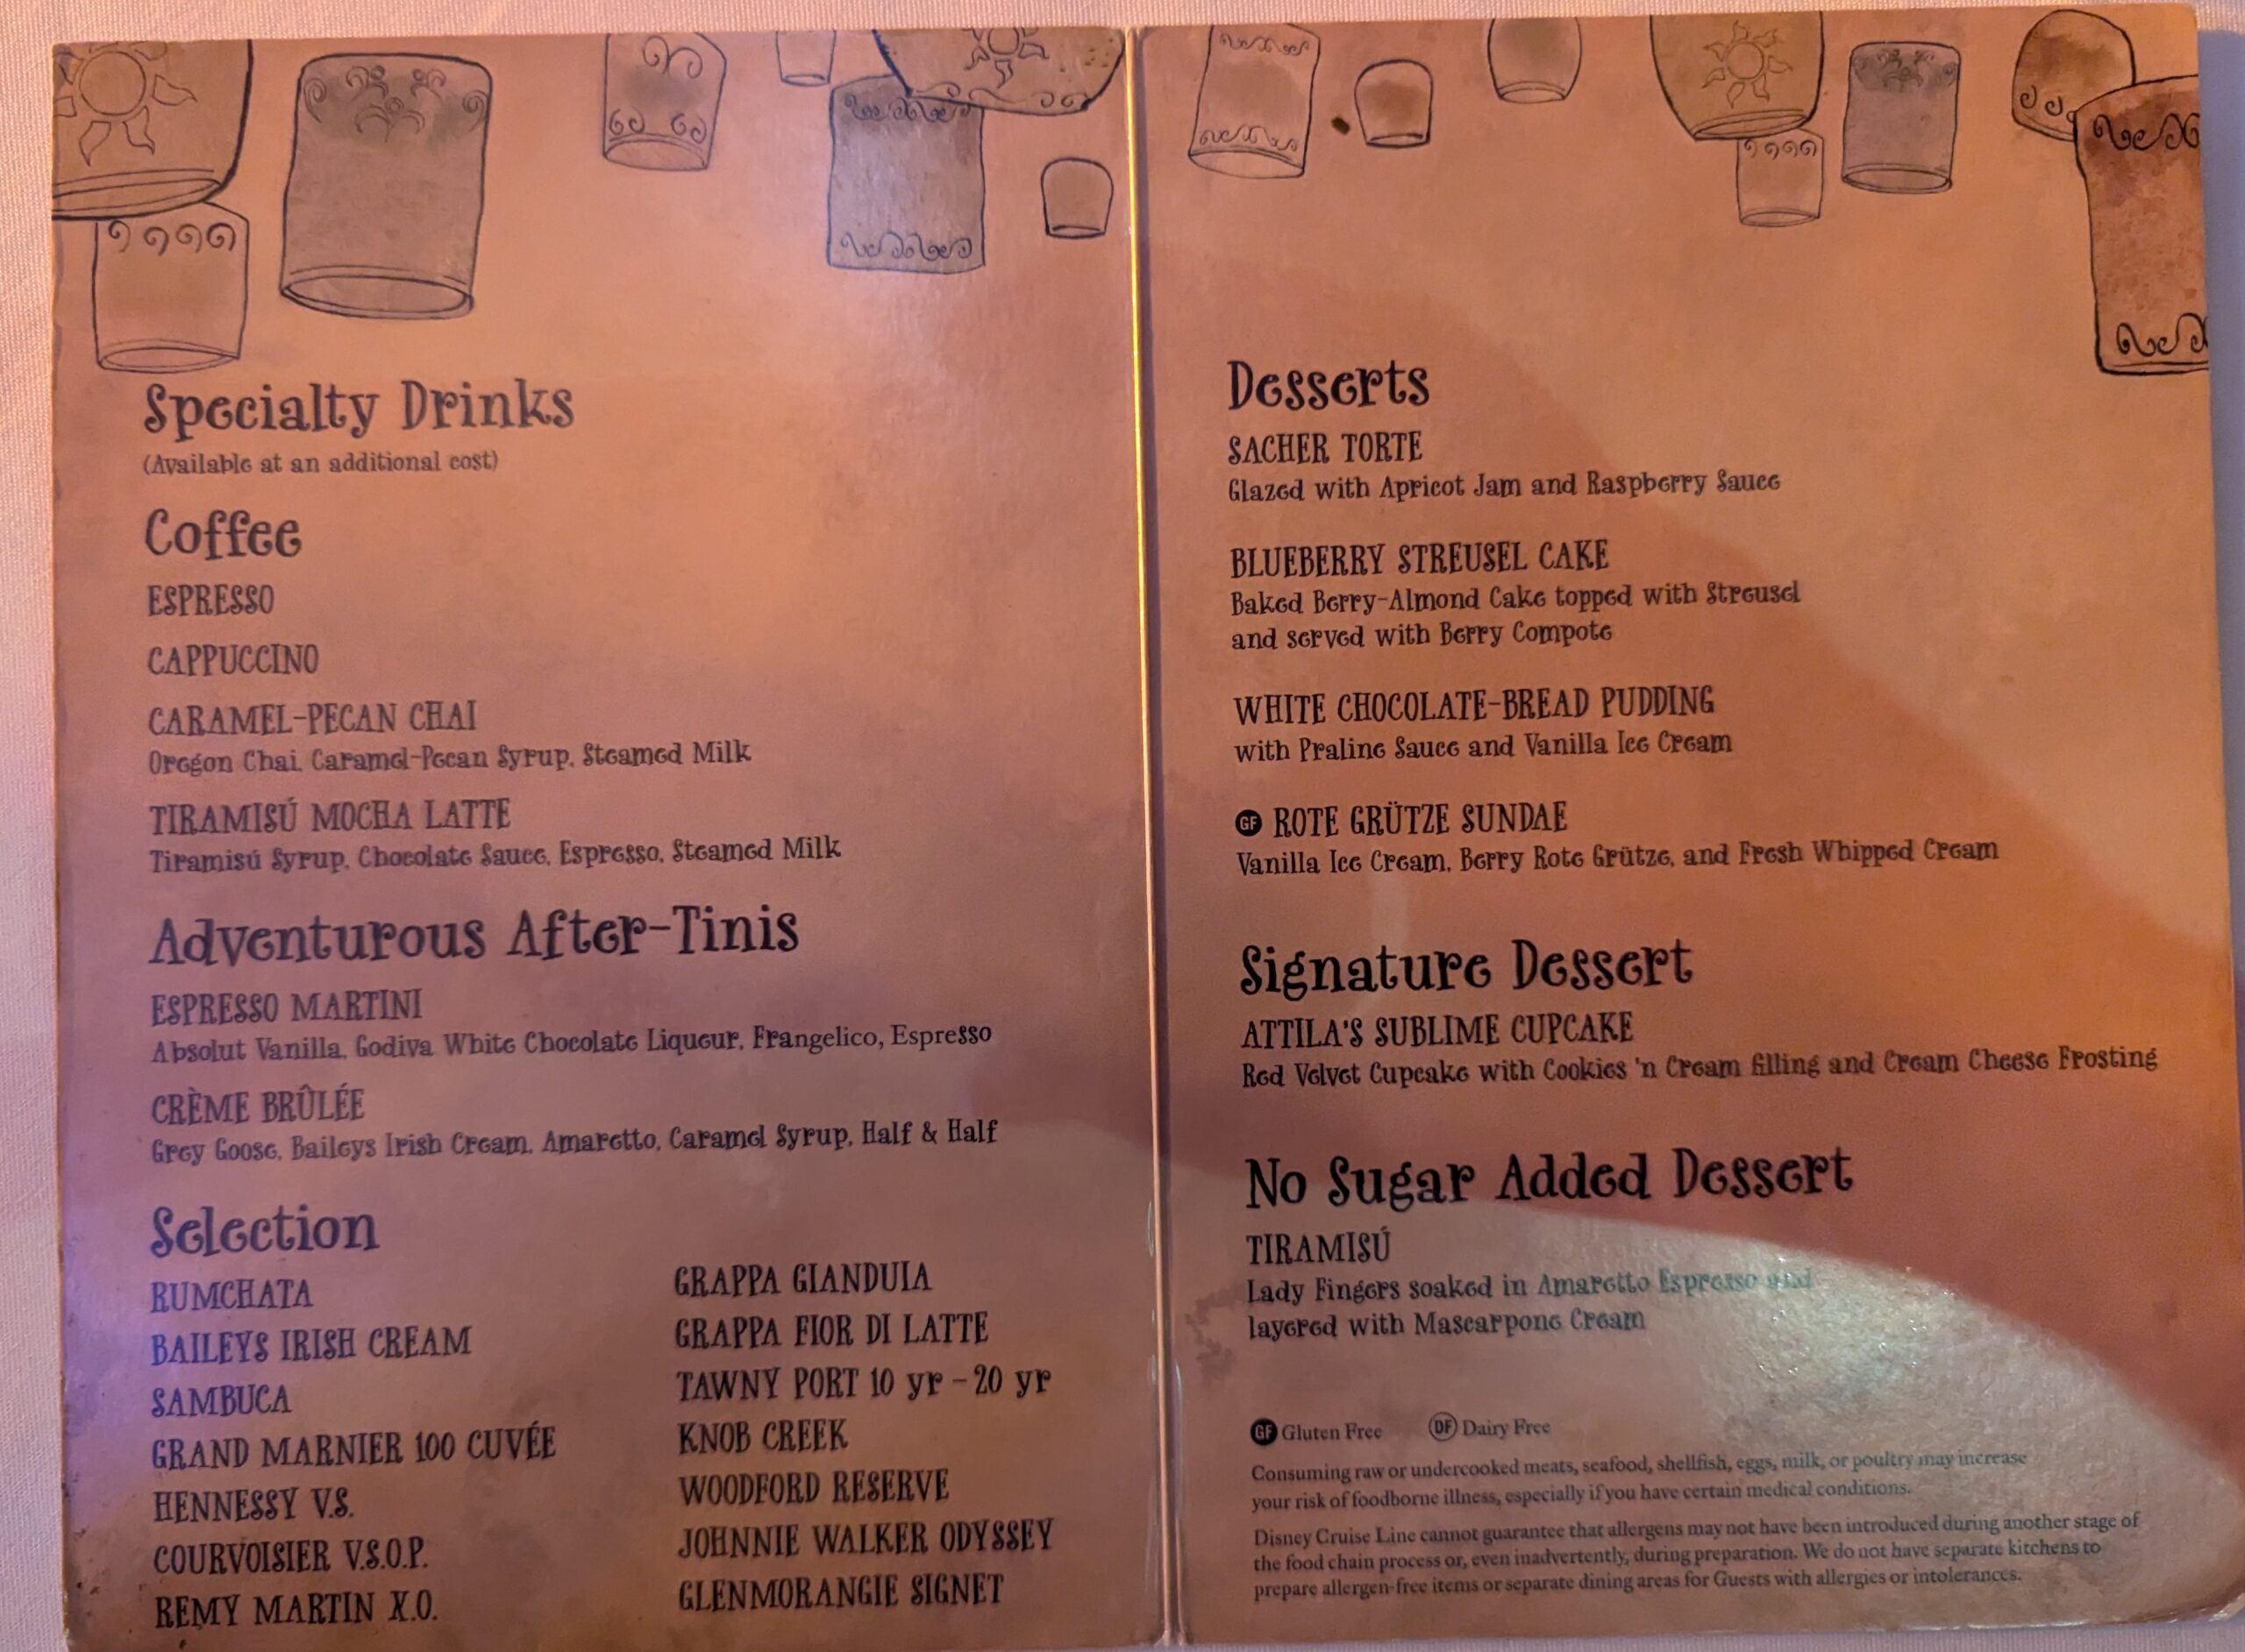 Specialty Drinks
(Available at an additional cost)
Coffee
ESPRESSO
CAPPUCCINO
CARAMEL-PECAN CHAI
Oregon Chai, Caramel-Pecan Syrup, Steamed Milk
TIRAMISÚ MOCHA LATTE
Tiramisú Syrup, Chocolate Sauce, Espresso, Steamed Milk
Adventurous After-Tinis
ESPRESSO MARTINI
Absolut Vanilla, Godiva White Chocolate Liqueur, Frangelico, Espresso
CRÈME BRÛLÉE
Grey Goose, Baileys Irish Cream, Amaretto, Caramel Syrup, Half & Half
Selection
RUMCHATA
BAILEYS IRISH CREAM
SAMBUCA
GRAND MARNIER 100 CUVÉE
HENNESSY V.S.
COURVOISIER V.S.O.P.
REMY MARTIN X.O.
GRAPPA GIANDUIA
GRAPPA FIOR DI LATTE
TAWNY PORT 10 yr – 20 yr
KNOB CREEK
WOODFORD RESERVE
JOHNNIE WALKER ODYSSEY
GLENMORANGIE SIGNET
Desserts
SACHER TORTE
Glazed with Apricot Jam and Raspberry Sauce
BLUEBERRY STREUSEL CAKE
Baked Berry-Almond Cake topped with Streusel
and served with Berry Compote
WHITE CHOCOLATE-BREAD PUDDING
with Praline Sauce and Vanilla Ice Cream
GF ROTE GRÜTZE SUNDAE
Vanilla Ice Cream, Berry Rote Grütze, and Fresh Whipped Cream
Signature Dessert
ATTILA'S SUBLIME CUPCAKE
Red Velvet Cupcake with Cookies 'n Cream filling and Cream Cheese Frosting
No Sugar Added Dessert
TIRAMISÚ
Lady Fingers soaked in Amaretto Espresso and
layered with Mascarpone Cream
GF Gluten Free DF Dairy Free
Consuming raw or undercooked meats, seafood, shellfish, eggs, milk, or poultry may increase
your risk of foodborne illness, especially if you have certain medical conditions.
Disney Cruise Line cannot guarantee that allergens may not have been introduced during another stage of
the food chain process or, even inadvertently, during preparation. We do not have separate kitchens to
prepare allergen-free items or separate dining areas for Guests with allergies or intolerances.